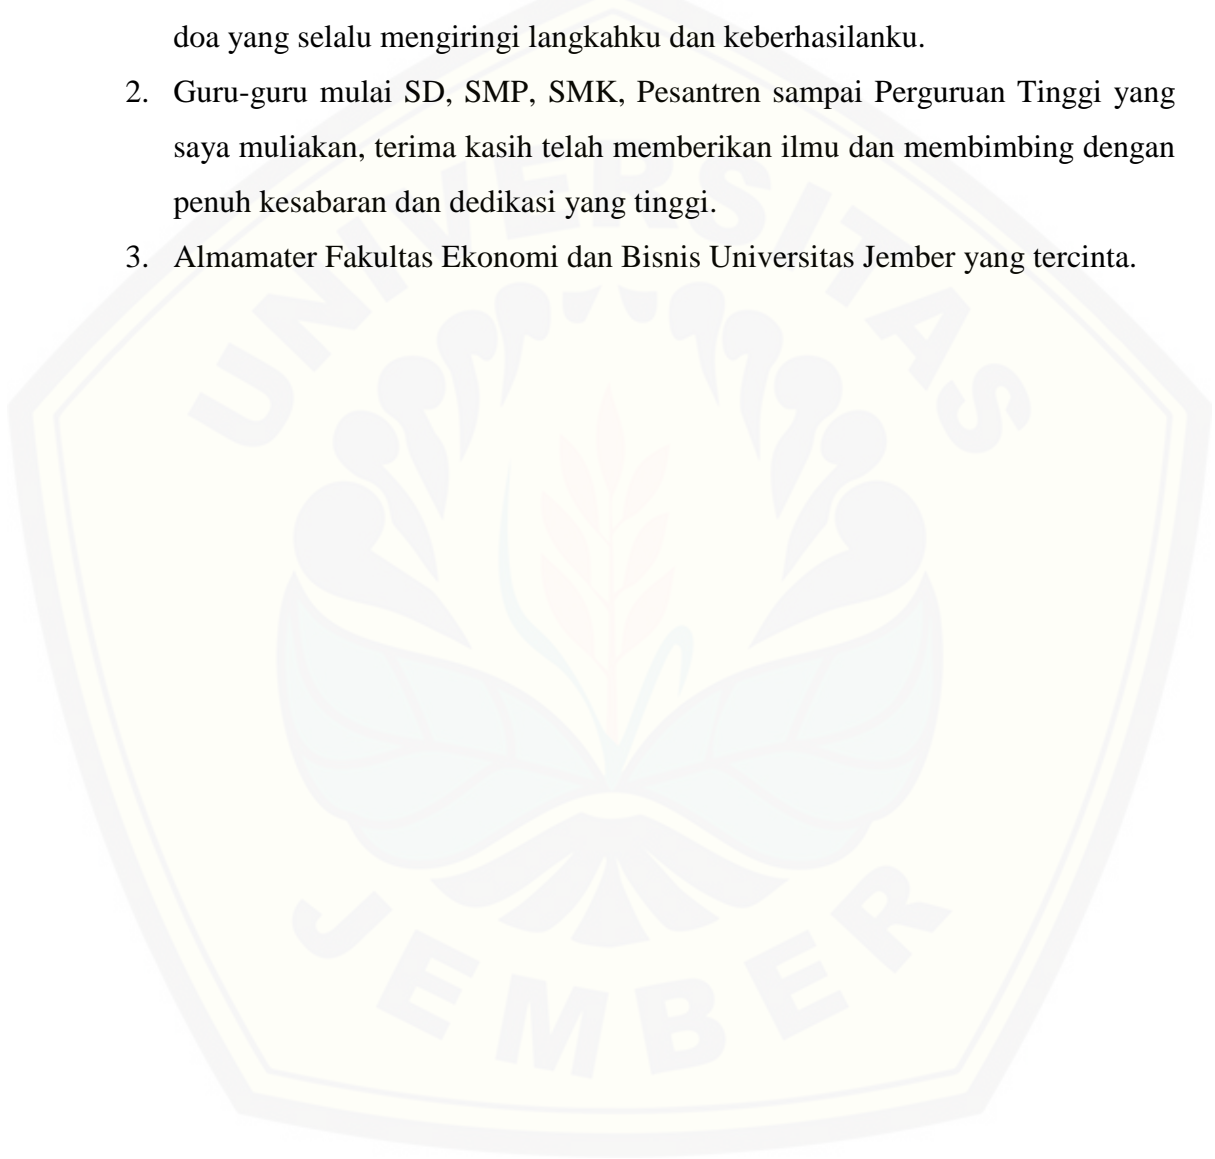 doa yang selalu mengiringi langkahku dan keberhasilanku.
2. Guru-guru mulai SD, SMP, SMK, Pesantren sampai Perguruan Tinggi yang
saya muliakan, terima kasih telah memberikan ilmu dan membimbing dengan
penuh kesabaran dan dedikasi yang tinggi.
3. Almamater Fakultas Ekonomi dan Bisnis Universitas Jember yang tercinta.
UNIVERSITAS
JEMBER